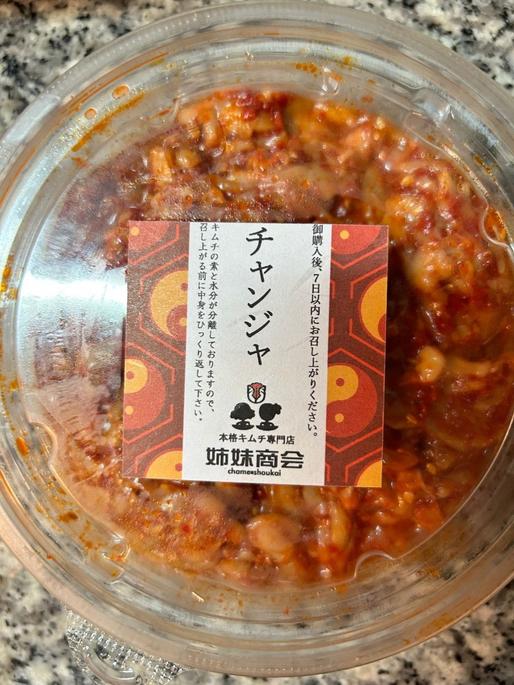 御購入後、7日以内にお召し上がりください。
チャンジャ
キムチの素と水分が分離しておりますので、
召し上がる前に中身をひっくり返して下さい。
本格キムチ専門店
姉妹商会
chame●shoukai